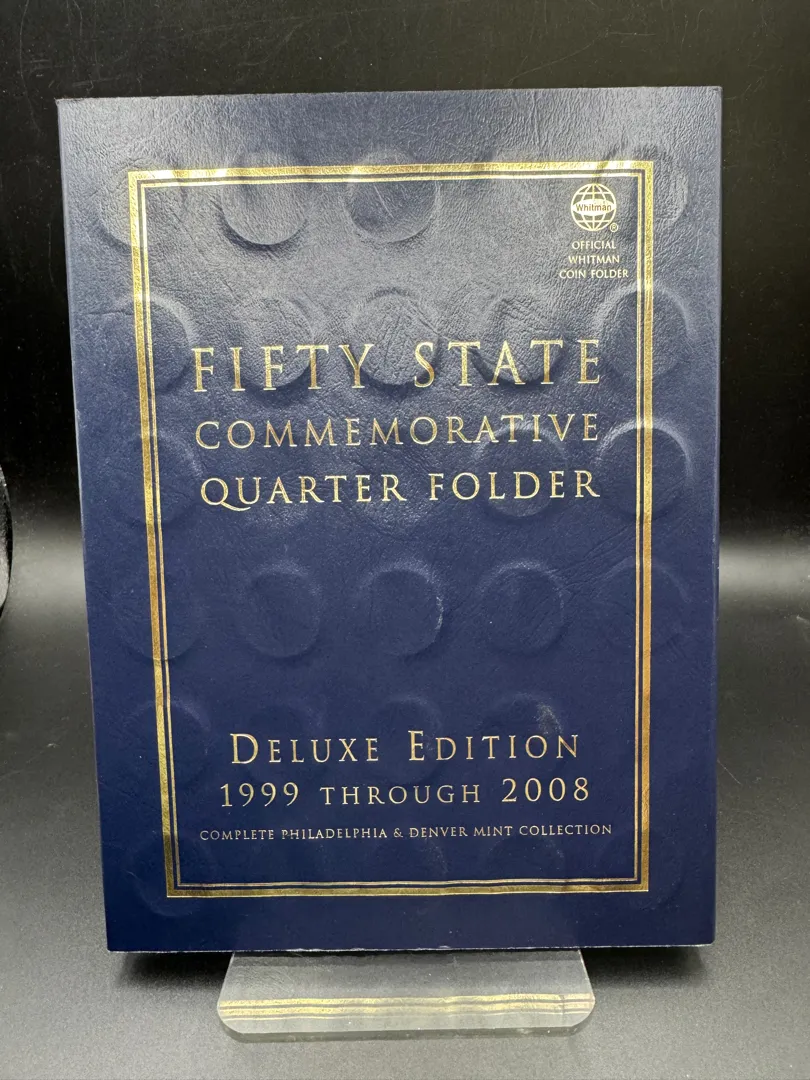 Whitman
®
OFFICIAL
WHITMAN
COIN FOLDER
FIFTY STATE
COMMEMORATIVE
QUARTER FOLDER
DELUXE EDITION
1999 THROUGH 2008
COMPLETE PHILADELPHIA & DENVER MINT COLLECTION